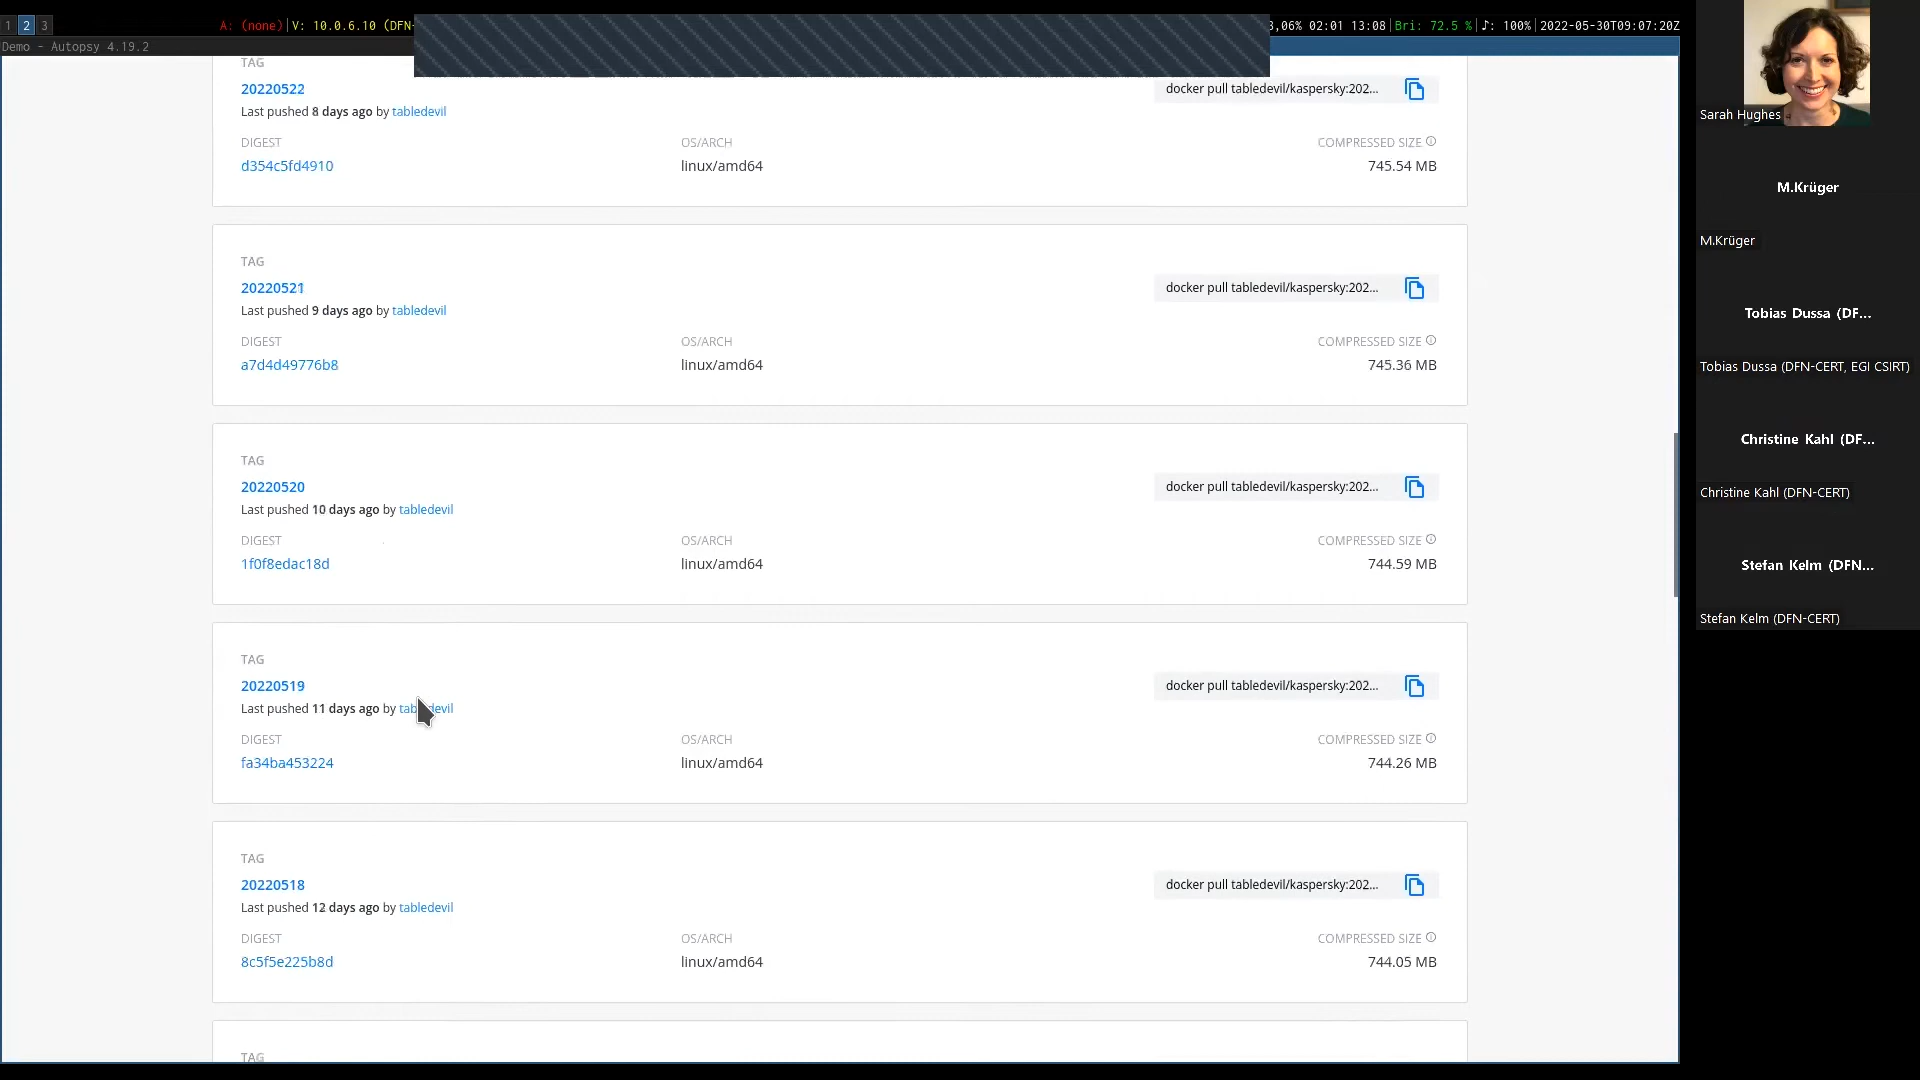 1 2 3
A: (none)|V: 10.0.6.10 (DFN-
3,06% 02:01 13:08|Bri: 72.5 %|♪: 100%|2022-05-30T09:07:20Z
Demo - Autopsy 4.19.2
TAG
20220522
docker pull tabledevil/kaspersky:202...
Last pushed 8 days ago by tabledevil
DIGEST OS/ARCH COMPRESSED SIZE
d354c5fd4910 linux/amd64 745.54 MB
TAG
20220521
docker pull tabledevil/kaspersky:202...
Last pushed 9 days ago by tabledevil
DIGEST OS/ARCH COMPRESSED SIZE
a7d4d49776b8 linux/amd64 745.36 MB
TAG
20220520
docker pull tabledevil/kaspersky:202...
Last pushed 10 days ago by tabledevil
DIGEST OS/ARCH COMPRESSED SIZE
1f0f8edac18d linux/amd64 744.59 MB
TAG
20220519
docker pull tabledevil/kaspersky:202...
Last pushed 11 days ago by tabledevil
DIGEST OS/ARCH COMPRESSED SIZE
fa34ba453224 linux/amd64 744.26 MB
TAG
20220518
docker pull tabledevil/kaspersky:202...
Last pushed 12 days ago by tabledevil
DIGEST OS/ARCH COMPRESSED SIZE
8c5f5e225b8d linux/amd64 744.05 MB
TAG
Sarah Hughes
M.Krüger
M.Krüger
Tobias Dussa (DF...
Tobias Dussa (DFN-CERT, EGI CSIRT)
Christine Kahl (DF...
Christine Kahl (DFN-CERT)
Stefan Kelm (DFN...
Stefan Kelm (DFN-CERT)